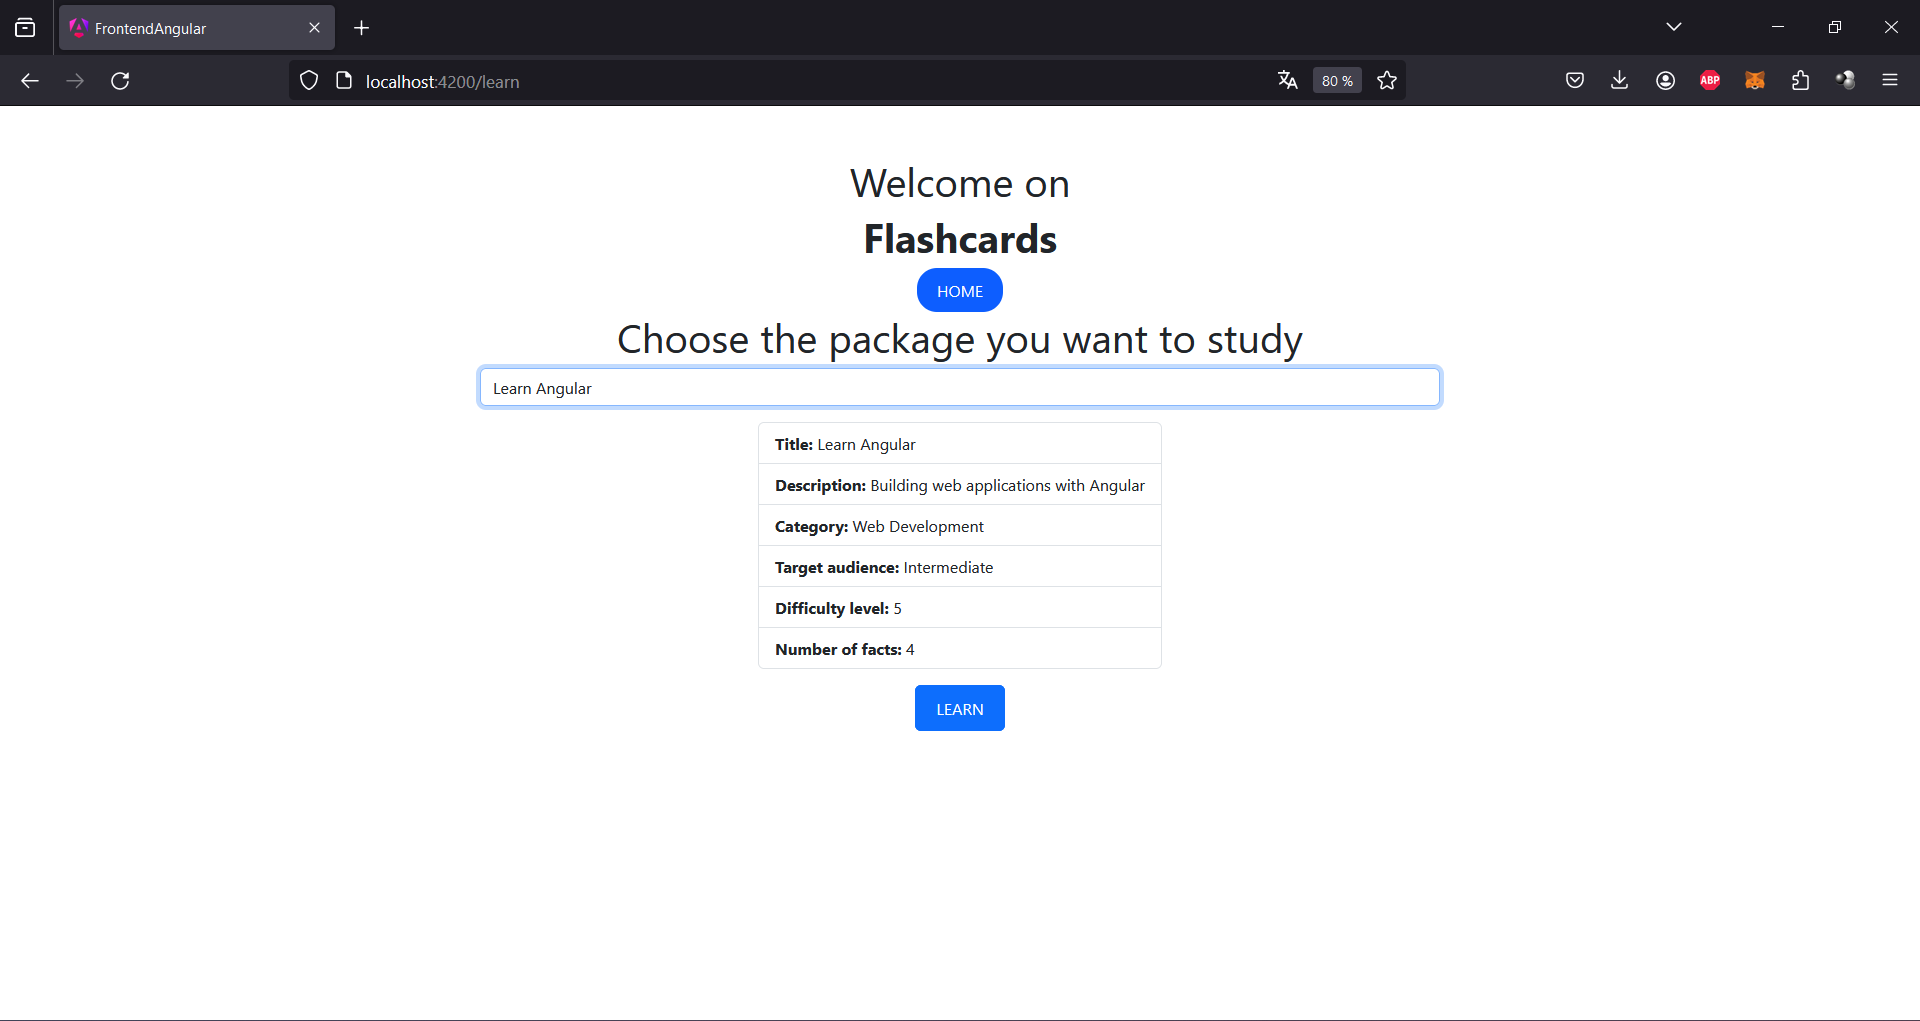 FrontendAngular
localhost:4200/learn
80 %
ABP
Welcome on
Flashcards
HOME
Choose the package you want to study
Learn Angular
Title: Learn Angular
Description: Building web applications with Angular
Category: Web Development
Target audience: Intermediate
Difficulty level: 5
Number of facts: 4
LEARN